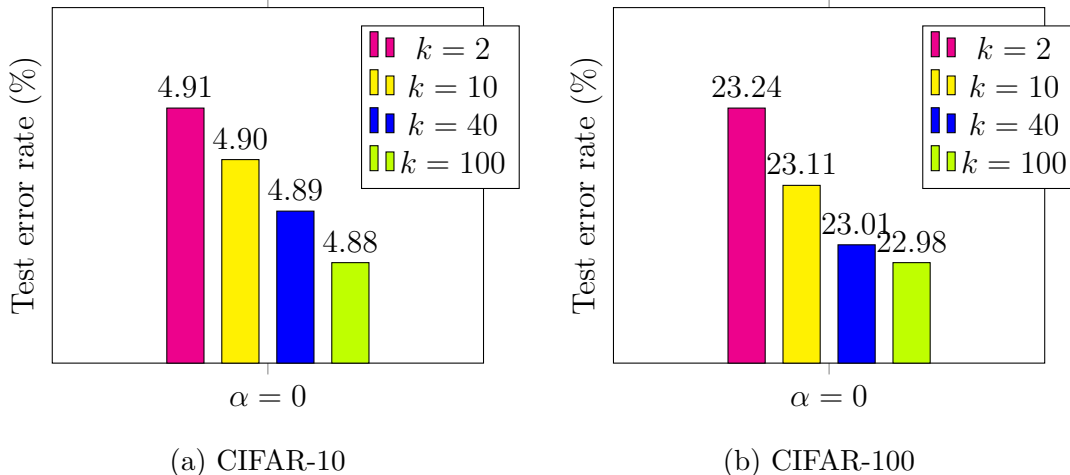 Test error rate (%)
4.91
4.90
4.89
4.88
k = 2
k = 10
k = 40
k = 100
α = 0
(a) CIFAR-10
Test error rate (%)
23.24
23.11
23.01
22.98
k = 2
k = 10
k = 40
k = 100
α = 0
(b) CIFAR-100